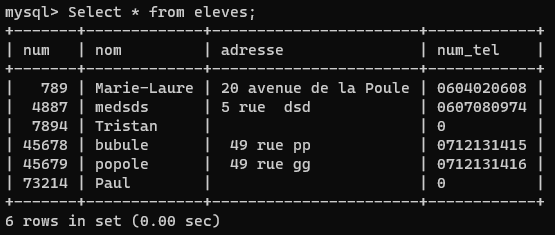 mysql> Select * from eleves;
+-------+-------------+-------------------------+------------+
| num   | nom         | adresse                 | num_tel    |
+-------+-------------+-------------------------+------------+
|   789 | Marie-Laure | 20 avenue de la Poule | 0604020608 |
|  4887 | medsds      | 5 rue  dsd              | 0607080974 |
|  7894 | Tristan     |                         | 0          |
| 45678 | bubule      |  49 rue pp              | 0712131415 |
| 45679 | popole      |  49 rue gg              | 0712131416 |
| 73214 | Paul        |                         | 0          |
+-------+-------------+-------------------------+------------+
6 rows in set (0.00 sec)